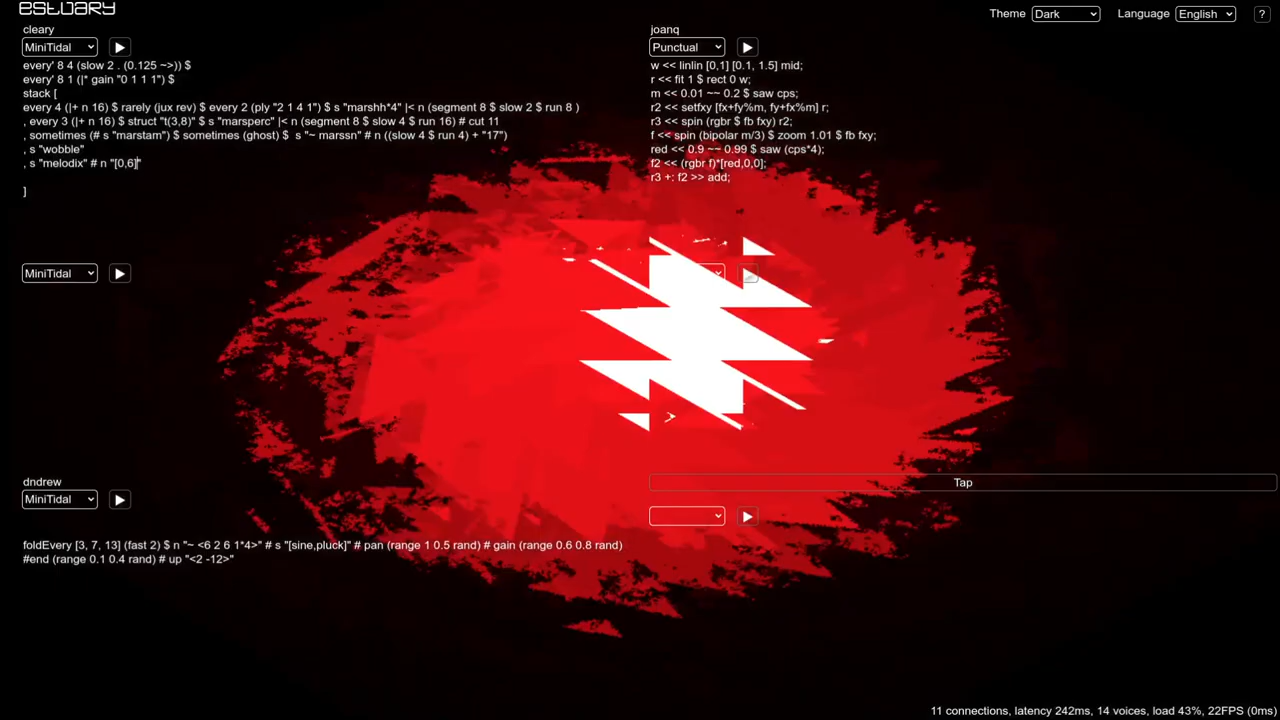 estuary
Theme Dark Language English ?
cleary
MiniTidal
every' 8 4 (slow 2 . (0.125 ~>)) $
every' 8 1 (|* gain "0 1 1 1") $
stack [
every 4 (|+ n 16) $ rarely (jux rev) $ every 2 (ply "2 1 4 1") $ s "marshh*4" |< n (segment 8 $ slow 2 $ run 8 )
, every 3 (|+ n 16) $ struct "t(3,8)" $ s "marsperc" |< n (segment 8 $ slow 4 $ run 16) # cut 11
, sometimes (# s "marstam") $ sometimes (ghost) $  s "~ marssn" # n ((slow 4 $ run 4) + "17")
, s "wobble"
, s "melodix" # n "[0,6]"
]
joanq
Punctual
w << linlin [0,1] [0.1, 1.5] mid;
r << fit 1 $ rect 0 w;
m << 0.01 ~~ 0.2 $ saw cps;
r2 << setfxy [fx+fy%m, fy+fx%m] r;
r3 << spin (rgbr $ fb fxy) r2;
f << spin (bipolar m/3) $ zoom 1.01 $ fb fxy;
red << 0.9 ~~ 0.99 $ saw (cps*4);
f2 << (rgbr f)*[red,0,0];
r3 +: f2 >> add;
MiniTidal
dndrew
MiniTidal
Tap
foldEvery [3, 7, 13] (fast 2) $ n "~ <6 2 6 1*4>" # s "[sine,pluck]" # pan (range 1 0.5 rand) # gain (range 0.6 0.8 rand)
#end (range 0.1 0.4 rand) # up "<2 -12>"
11 connections, latency 242ms, 14 voices, load 43%, 22FPS (0ms)